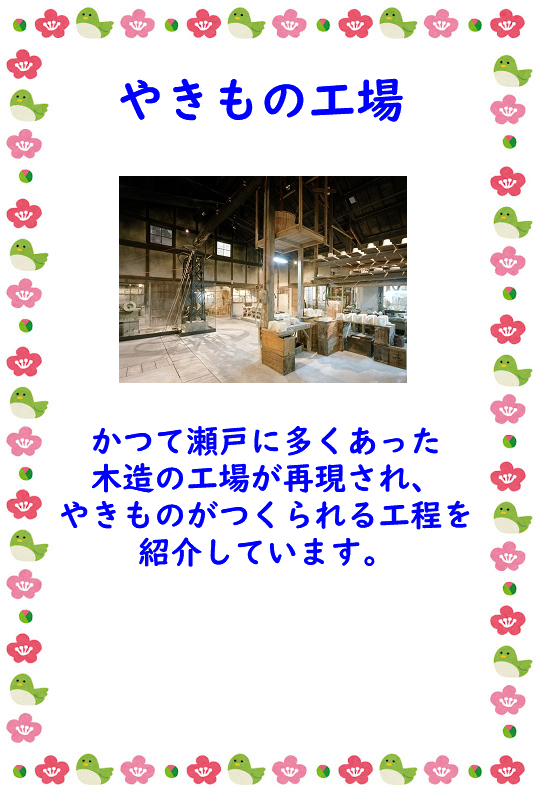 やきもの工場
かつて瀬戸に多くあった
木造の工場が再現され、
やきものがつくられる工程を
紹介しています。